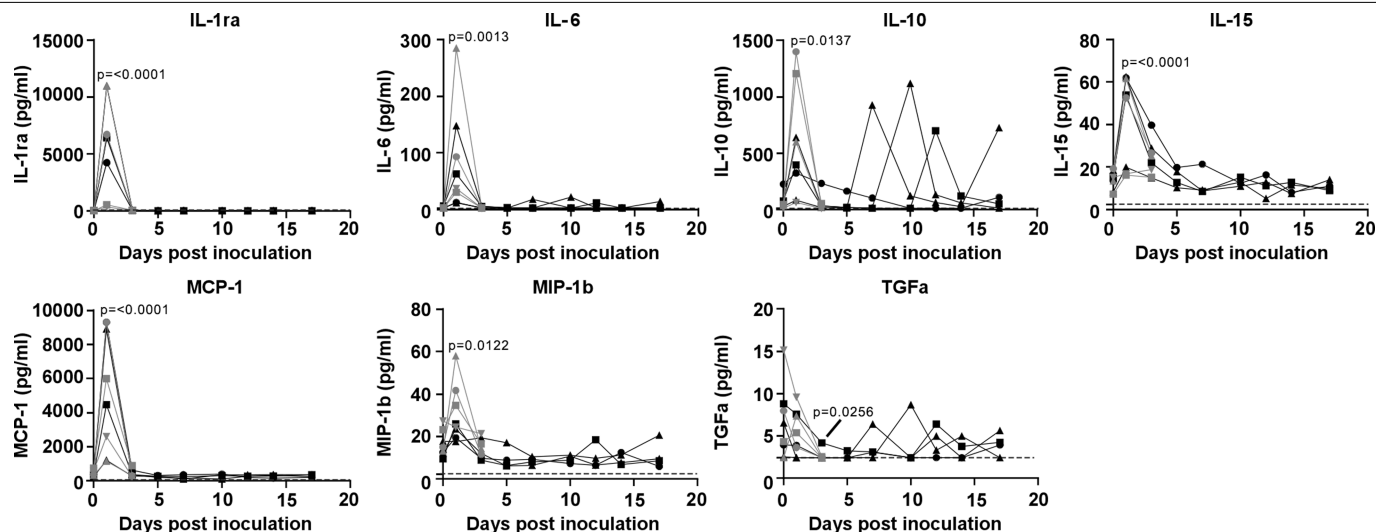 IL-1ra
IL-6
IL-10
IL-15
IL-1ra (pg/ml)
15000
10000
5000
0
p=<0.0001
0 5 10 15 20
Days post inoculation
IL-6 (pg/ml)
300
200
100
0
p=0.0013
0 5 10 15 20
Days post inoculation
IL-10 (pg/ml)
1500
1000
500
0
p=0.0137
0 5 10 15 20
Days post inoculation
IL-15 (pg/ml)
80
60
40
20
0
p=<0.0001
0 5 10 15 20
Days post inoculation
MCP-1
MIP-1b
TGFa
MCP-1 (pg/ml)
10000
8000
6000
4000
2000
0
p=<0.0001
0 5 10 15 20
Days post inoculation
MIP-1b (pg/ml)
80
60
40
20
0
p=0.0122
0 5 10 15 20
Days post inoculation
TGFa (pg/ml)
20
15
10
5
0
p=0.0256
0 5 10 15 20
Days post inoculation